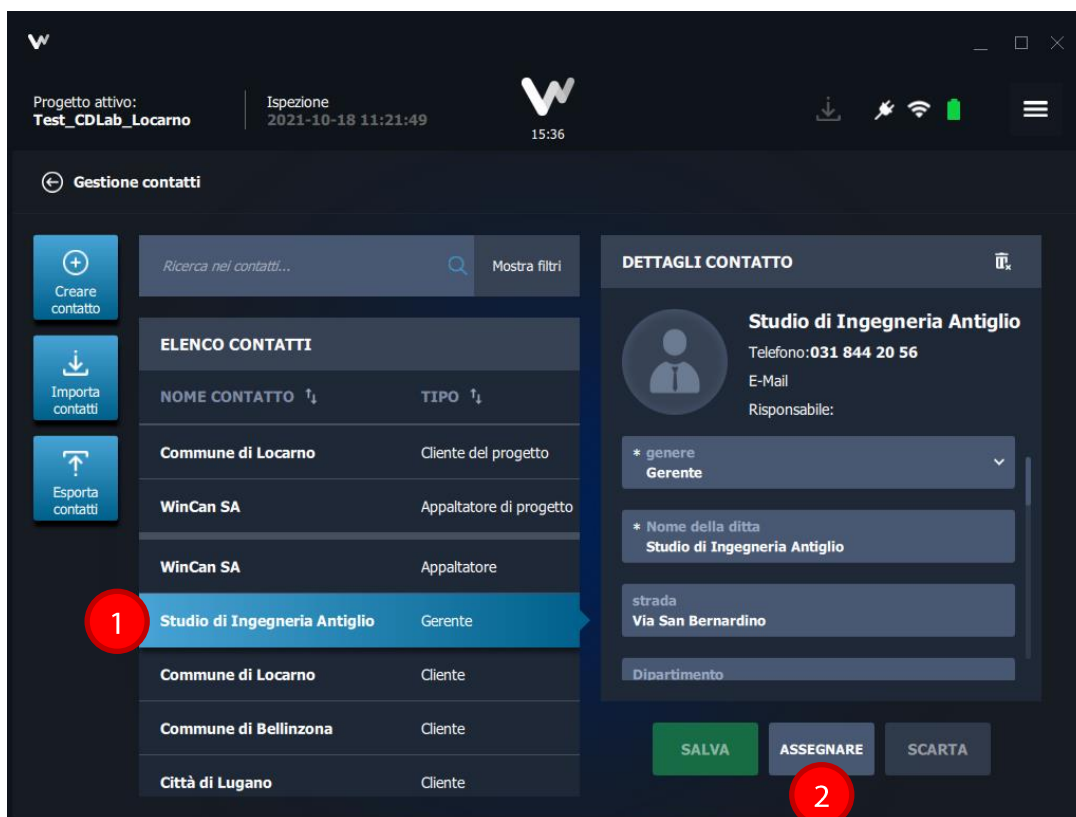 Progetto attivo:
Test_CDLab_Locarno
Ispezione
2021-10-18 11:21:49
15:36
Gestione contatti
Creare
contatto
Importa
contatti
Esporta
contatti
Ricerca nei contatti...
Mostra filtri
ELENCO CONTATTI
NOME CONTATTO TIPO
Commune di Locarno Cliente del progetto
WinCan SA Appaltatore di progetto
WinCan SA Appaltatore
1
Studio di Ingegneria Antiglio Gerente
Commune di Locarno Cliente
Commune di Bellinzona Cliente
Città di Lugano Cliente
DETTAGLI CONTATTO
Studio di Ingegneria Antiglio
Telefono:031 844 20 56
E-Mail
Risponsabile:
* genere
Gerente
* Nome della ditta
Studio di Ingegneria Antiglio
strada
Via San Bernardino
Dipartimento
SALVA
ASSEGNARE
SCARTA
2